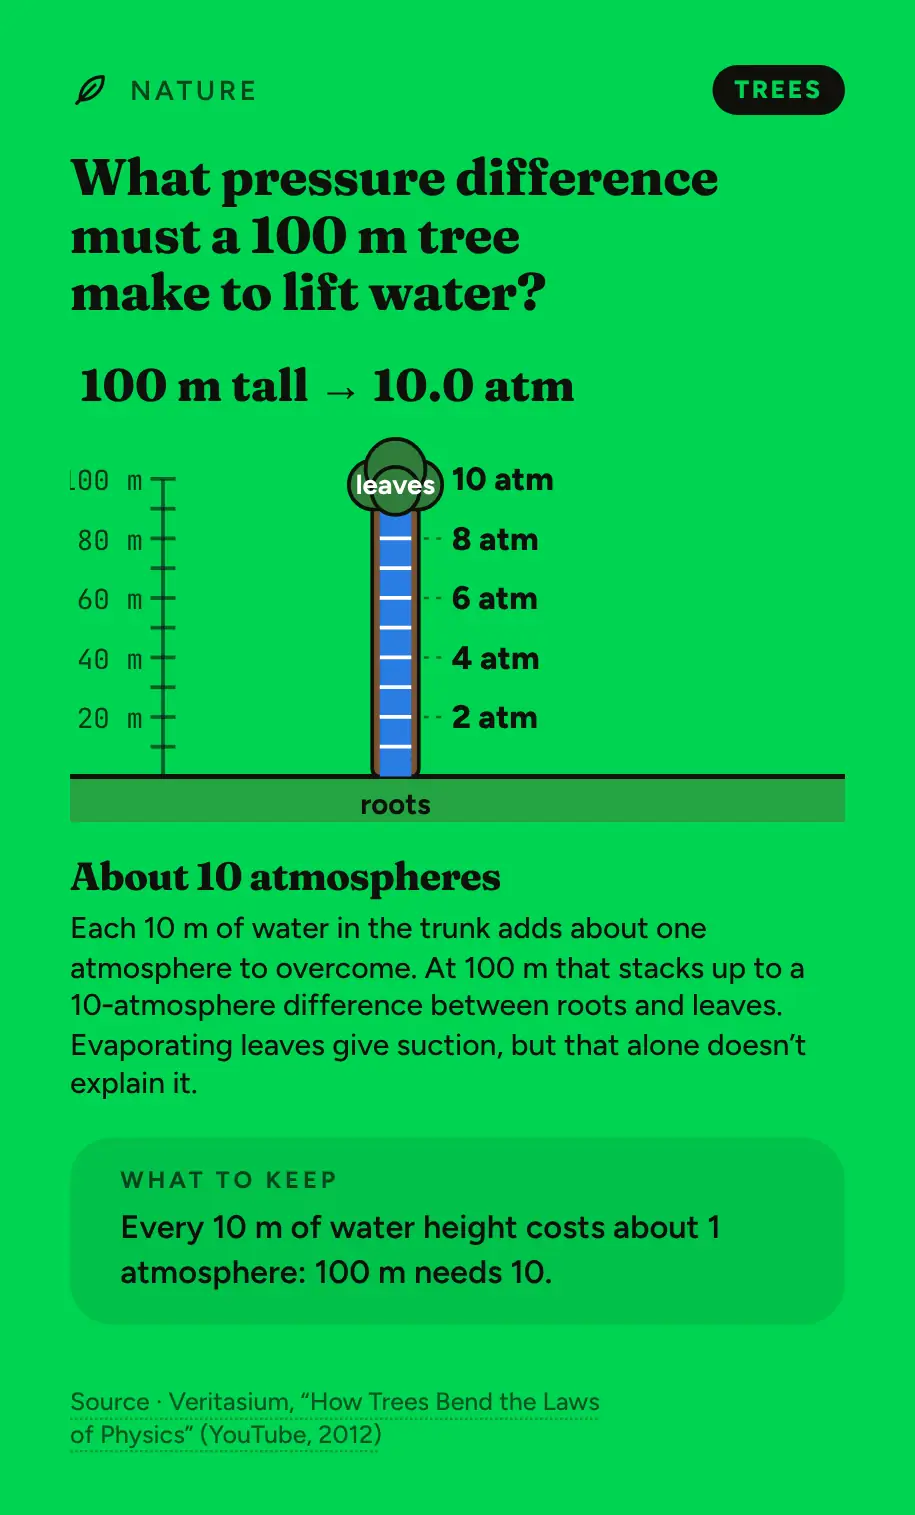 NATURE
TREES
What pressure difference
must a 100 m tree
make to lift water?
100 m tall → 10.0 atm
100 m
leaves
10 atm
80 m
8 atm
60 m
6 atm
40 m
4 atm
20 m
2 atm
roots
About 10 atmospheres
Each 10 m of water in the trunk adds about one
atmosphere to overcome. At 100 m that stacks up to a
10-atmosphere difference between roots and leaves.
Evaporating leaves give suction, but that alone doesn’t
explain it.
WHAT TO KEEP
Every 10 m of water height costs about 1
atmosphere: 100 m needs 10.
Source · Veritasium, “How Trees Bend the Laws
of Physics” (YouTube, 2012)